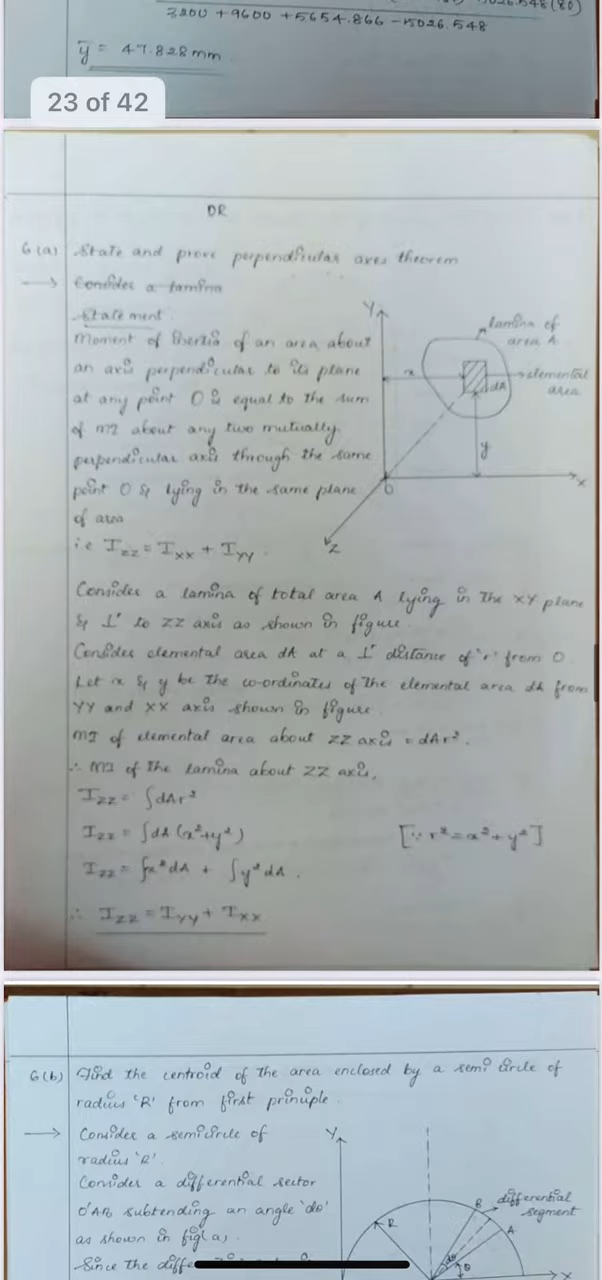 3200 + 9600 + 5654.866 - 15026.548
ȳ = 47.828 mm
23 of 42
OR
6(a) State and prove perpendicular axes theorem
→ Consider a lamina
Statement:
Moment of Inertia of an area about
an axis perpendicular to its plane
at any point O is equal to the sum
of MI about any two mutually
perpendicular axis through the same
point O & lying in the same plane
of area
i.e Izz = Ixx + Iyy.
Y
lamina of
area A
x
elemental
area
dA
y
O
X
Z
Consider a lamina of total area A lying in the XY plane
& ⊥r to ZZ axis as shown in figure.
Consider elemental area dA at a ⊥r distance of 'r' from O.
Let x & y be the co-ordinates of the elemental area dA from
YY and XX axis shown in figure.
MI of elemental area about ZZ axis = dAr².
∴ MI of the lamina about ZZ axis,
Izz = ∫dAr²
Izz = ∫dA(x²+y²) [∵ r² = x² + y²]
Izz = ∫x²dA + ∫y²dA.
∴ Izz = Iyy + Ixx
6(b) Find the centroid of the area enclosed by a semi circle of
radius 'R' from first principle.
→ Consider a semicircle of
radius 'R'.
Consider a differential sector
OAB subtending an angle 'dθ'
as shown in fig(a).
Since the diffe
Y
R
B
differential
segment
A
dθ
θ
X